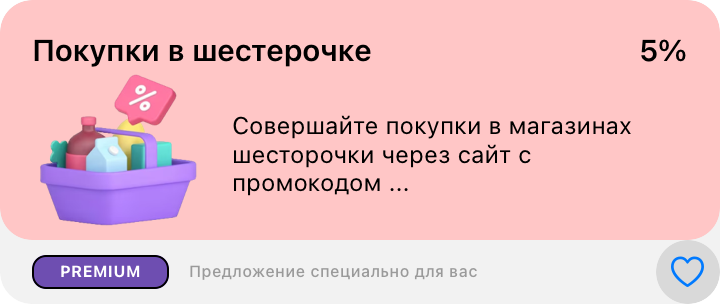 Покупки в шестерочке 5%
%
Совершайте покупки в магазинах
шесторочки через сайт с
промокодом ...
PREMIUM Предложение специально для вас